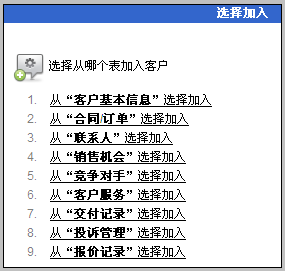 选择加入
选择从哪个表加入客户
1. 从“客户基本信息”选择加入
2. 从“合同/订单”选择加入
3. 从“联系人”选择加入
4. 从“销售机会”选择加入
5. 从“竞争对手”选择加入
6. 从“客户服务”选择加入
7. 从“交付记录”选择加入
8. 从“投诉管理”选择加入
9. 从“报价记录”选择加入